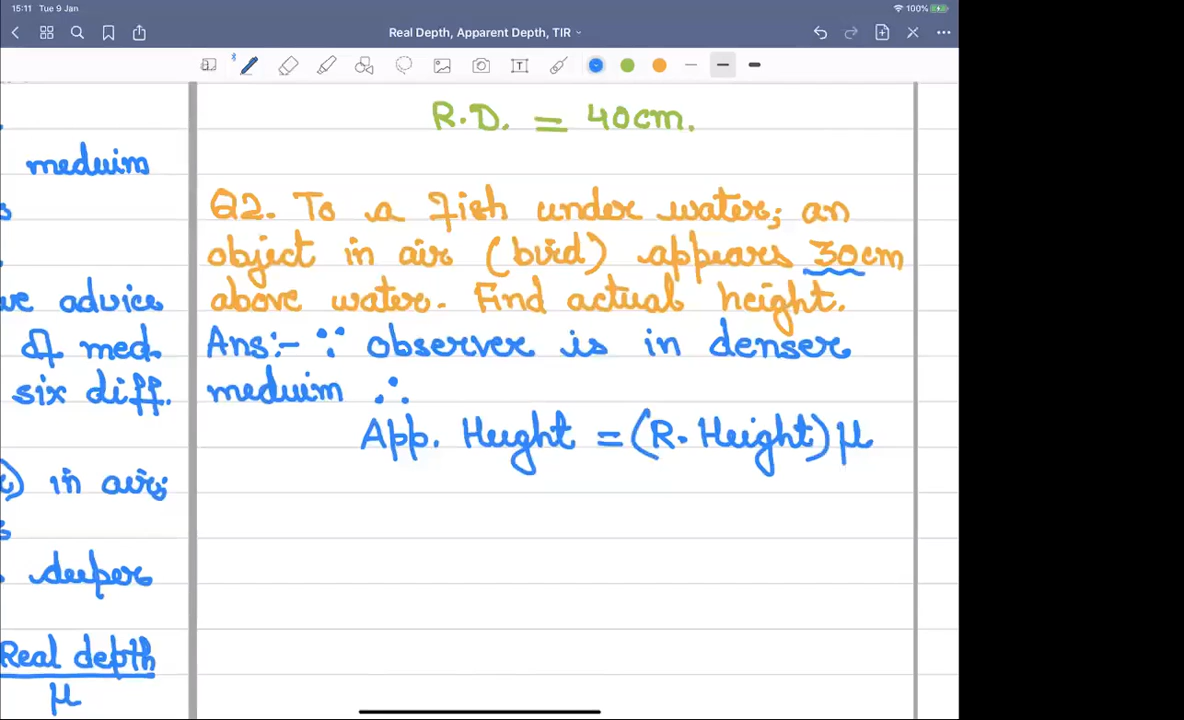 15:11 Tue 9 Jan
100%
Real Depth, Apparent Depth, TIR
R.D. = 40cm.
meduim
Q2. To a fish under water; an
object in air (bird) appears 30cm
above water. Find actual height.
ve advice
Ans:- ∵ observer is in denser
of med.
six diff.
meduim ∴
App. Height = (R. Height) μ
) in air;
deeper
Real depth
μ